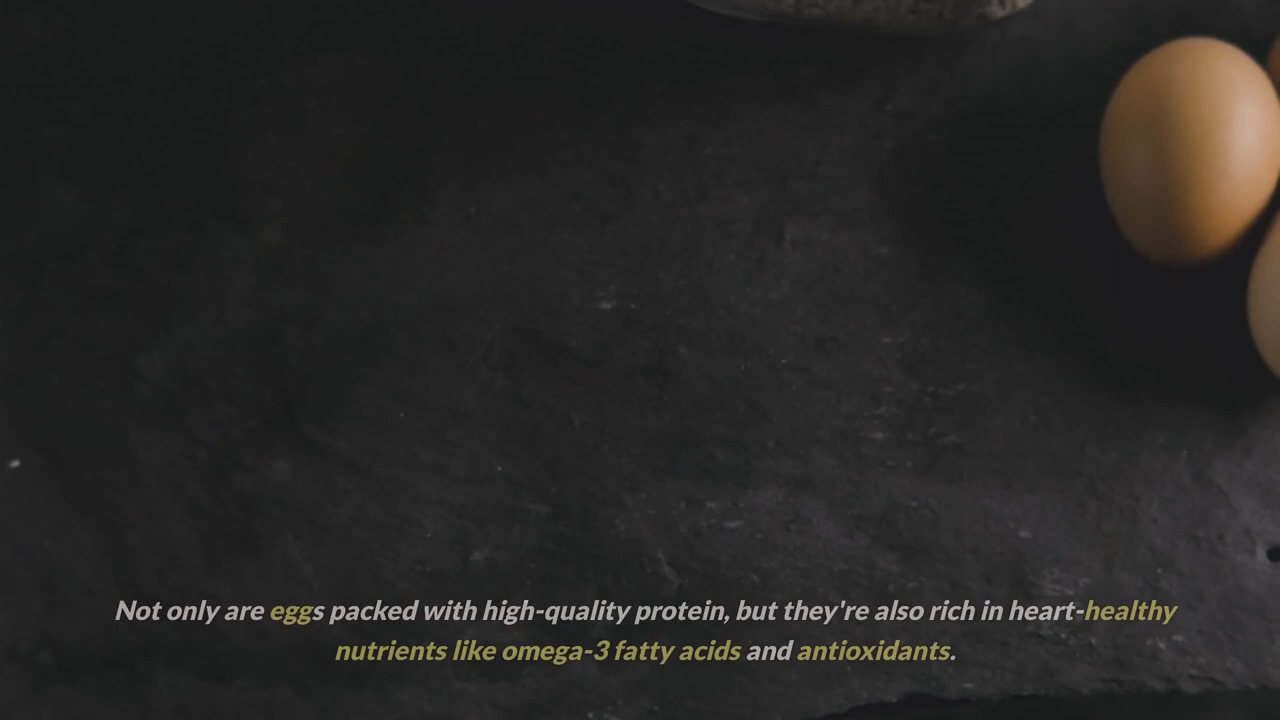 Not only are eggs packed with high-quality protein, but they're also rich in heart-healthy
nutrients like omega-3 fatty acids and antioxidants.